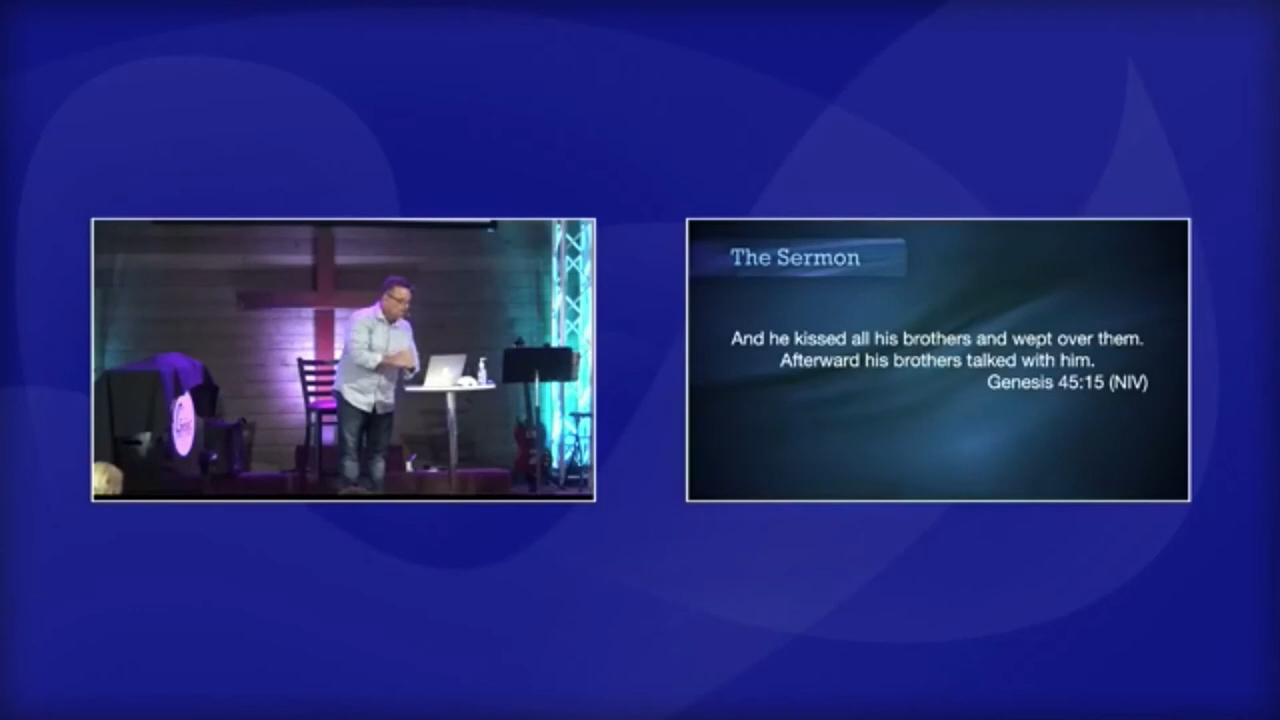 The Sermon
And he kissed all his brothers and wept over them.
Afterward his brothers talked with him.
Genesis 45:15 (NIV)